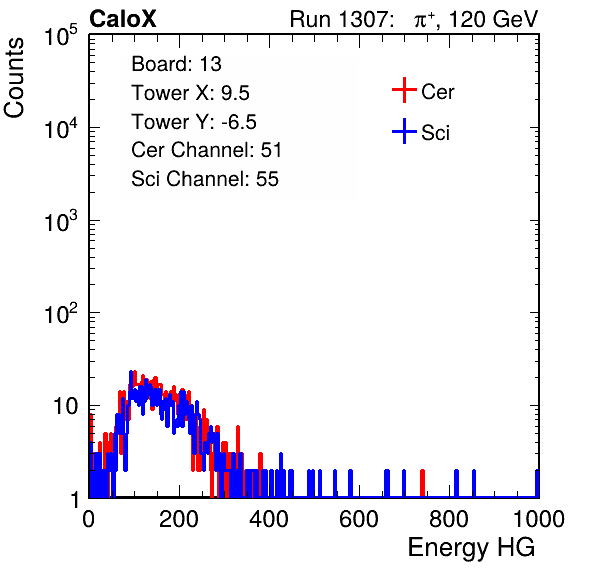 CaloX Run 1307: π⁺, 120 GeV
Board: 13
Tower X: 9.5
Tower Y: -6.5
Cer Channel: 51
Sci Channel: 55
Cer
Sci
Counts
10⁵
10⁴
10³
10²
10
1
0 200 400 600 800 1000
Energy HG